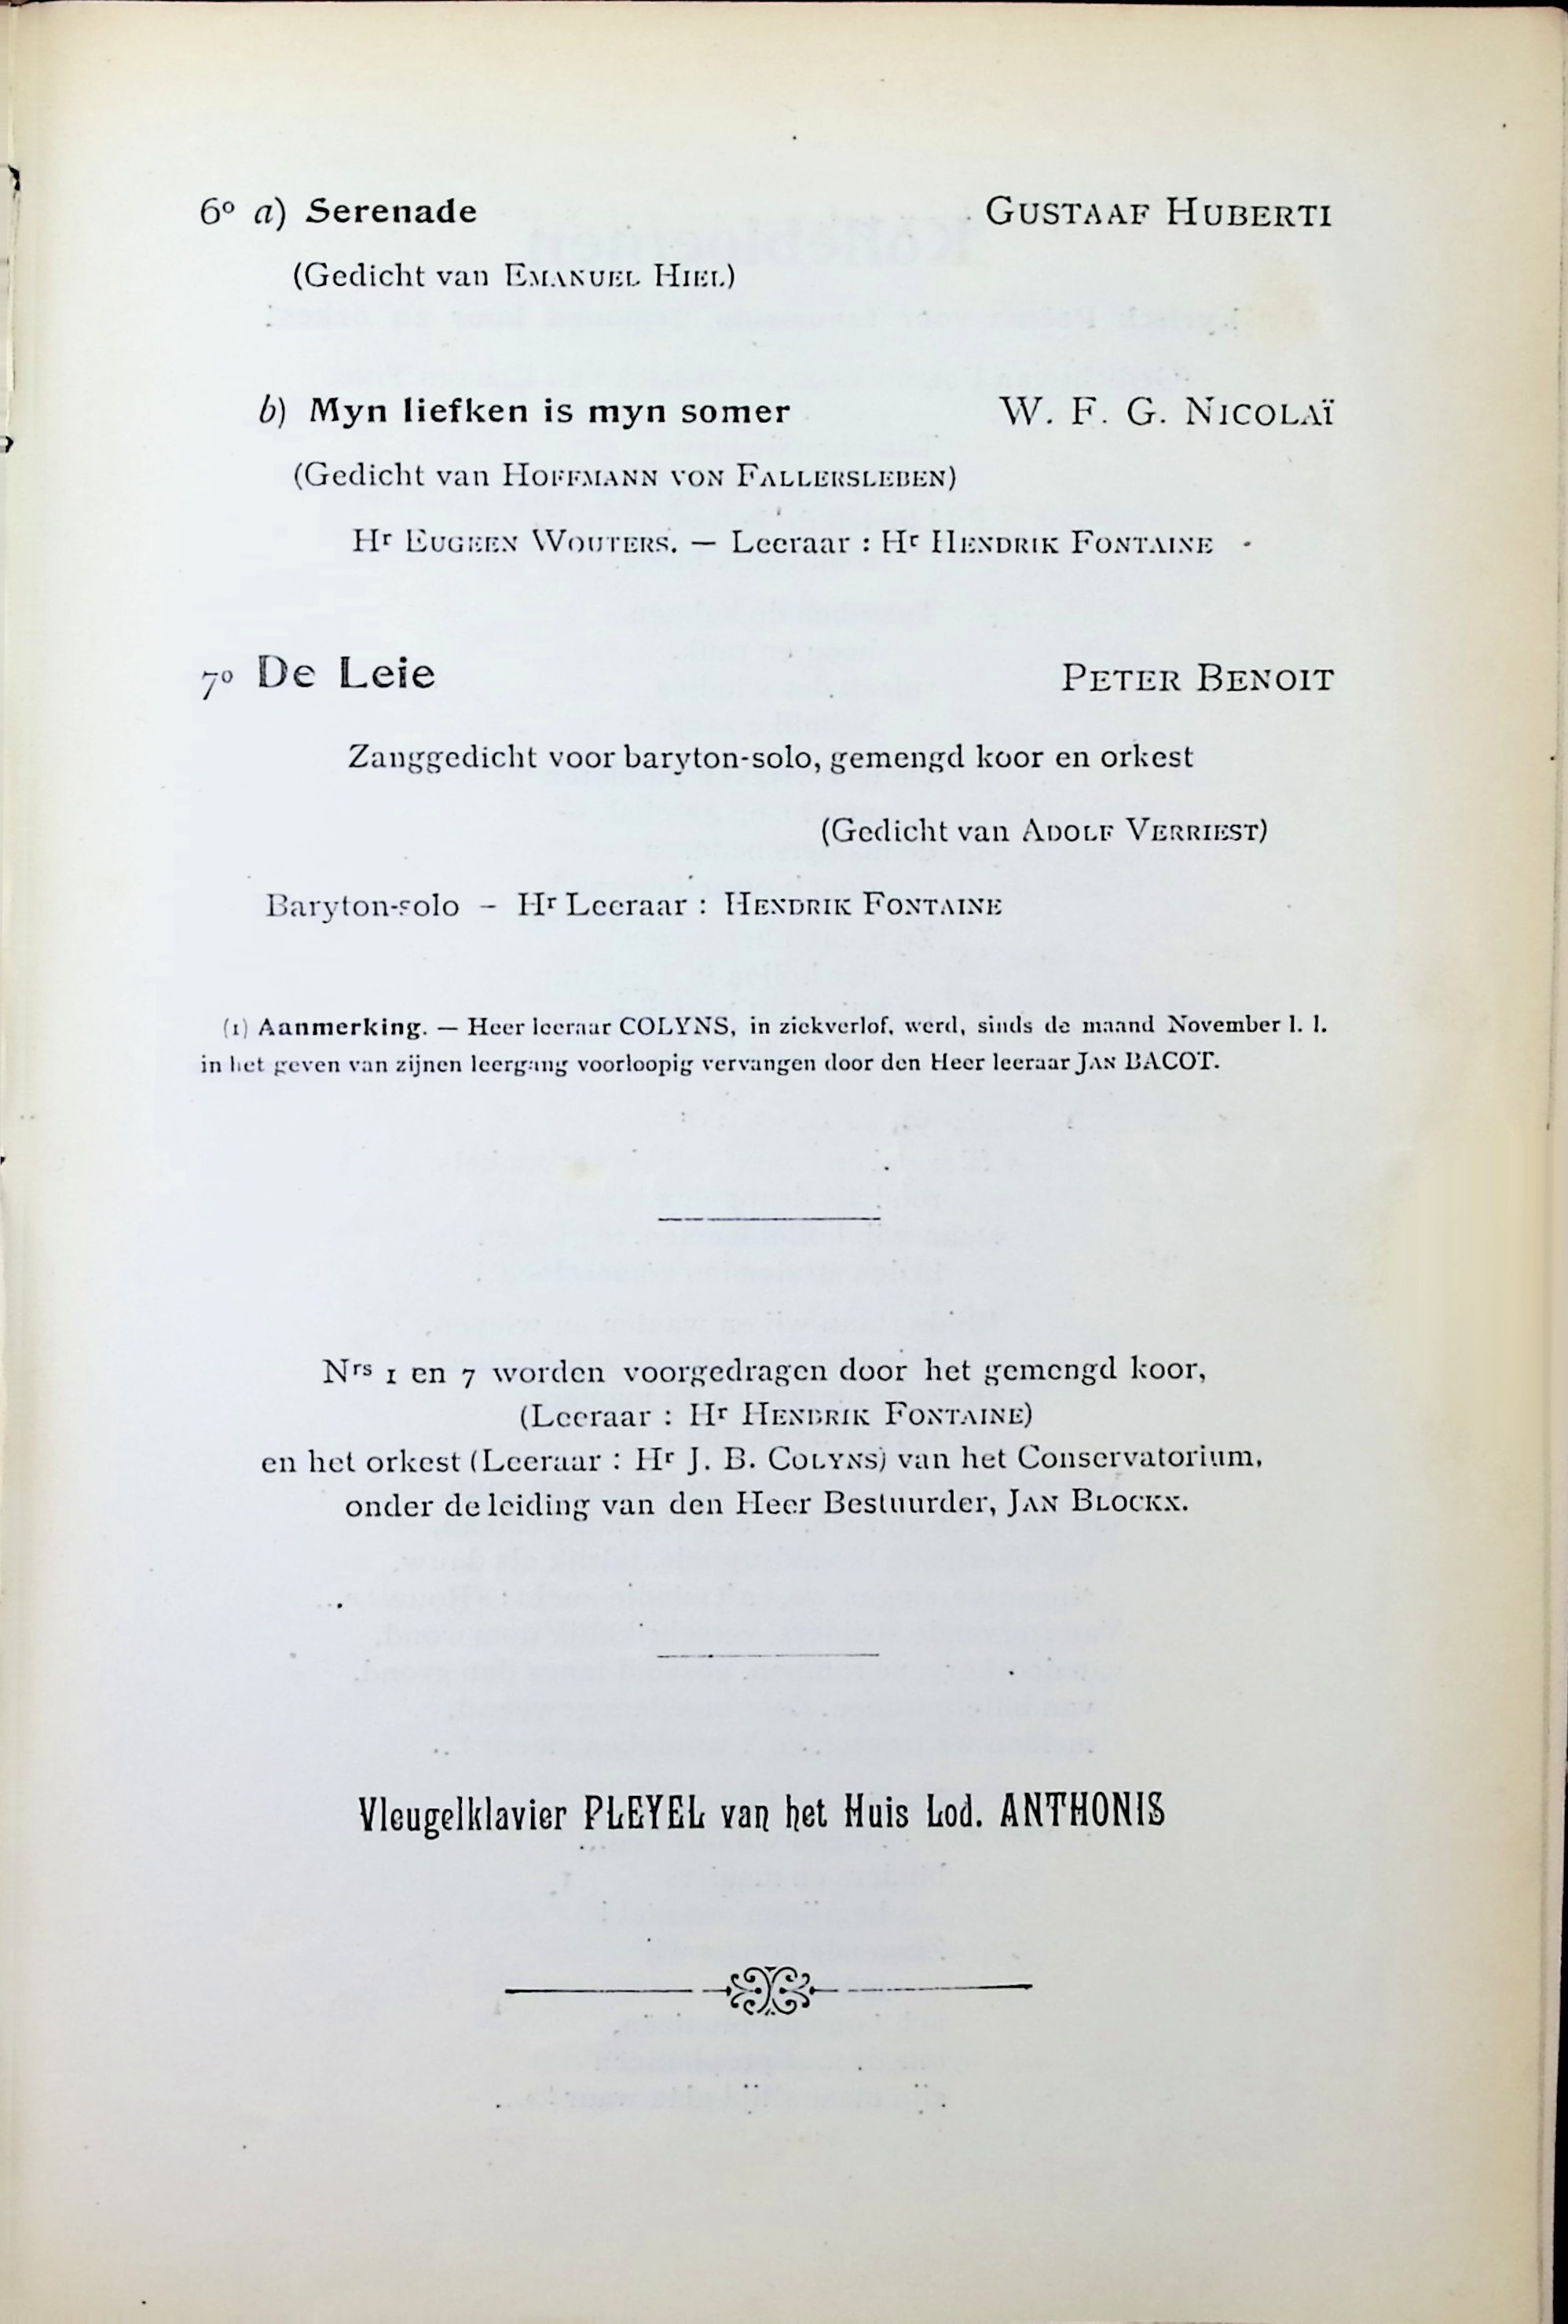 6º a) Serenade GUSTAAF HUBERTI
(Gedicht van EMANUEL HIEL)
b) Myn liefken is myn somer W. F. G. NICOLAÏ
(Gedicht van HOFFMANN VON FALLERSLEBEN)
Hr EUGEEN WOUTERS. — Leeraar : Hr HENDRIK FONTAINE
7º De Leie PETER BENOIT
Zanggedicht voor baryton-solo, gemengd koor en orkest
(Gedicht van ADOLF VERRIEST)
Baryton-solo – Hr Leeraar : HENDRIK FONTAINE
(1) Aanmerking. — Heer leeraar COLYNS, in ziekverlof, werd, sinds de maand November l. l.
in het geven van zijnen leergang voorloopig vervangen door den Heer leeraar JAN BACOT.
Nrs 1 en 7 worden voorgedragen door het gemengd koor,
(Leeraar : Hr HENDRIK FONTAINE)
en het orkest (Leeraar : Hr J. B. COLYNS) van het Conservatorium,
onder de leiding van den Heer Bestuurder, JAN BLOCKX.
Vleugelklavier PLEYEL van het Huis Lod. ANTHONIS